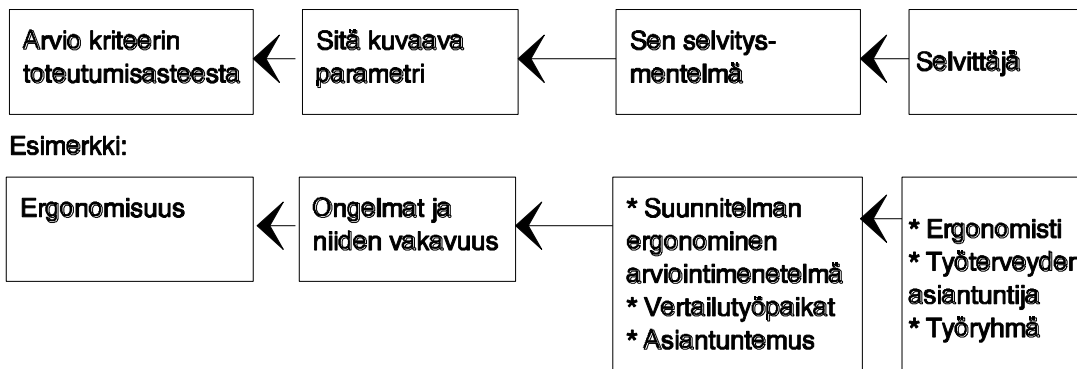 Arvio kriteerin
toteutumisasteesta
Sitä kuvaava
parametri
Sen selvitys-
mentelmä
Selvittäjä
Esimerkki:
Ergonomisuus
Ongelmat ja
niiden vakavuus
* Suunnitelman
ergonominen
arviointimenetelmä
* Vertailutyöpaikat
* Asiantuntemus
* Ergonomisti
* Työterveyden
asiantuntija
* Työryhmä